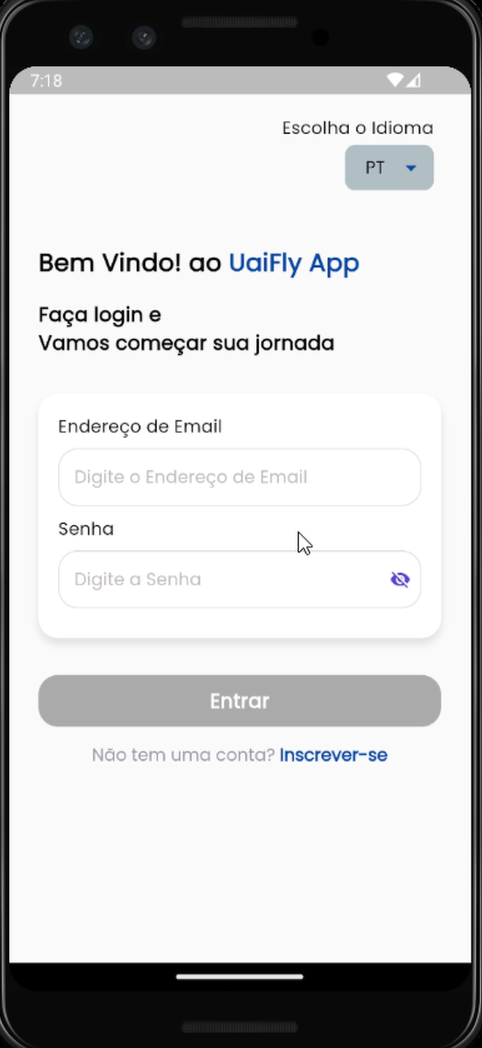 7:18
Escolha o Idioma
PT
Bem Vindo! ao UaiFly App
Faça login e
Vamos começar sua jornada
Endereço de Email
Digite o Endereço de Email
Senha
Digite a Senha
Entrar
Não tem uma conta? Inscrever-se